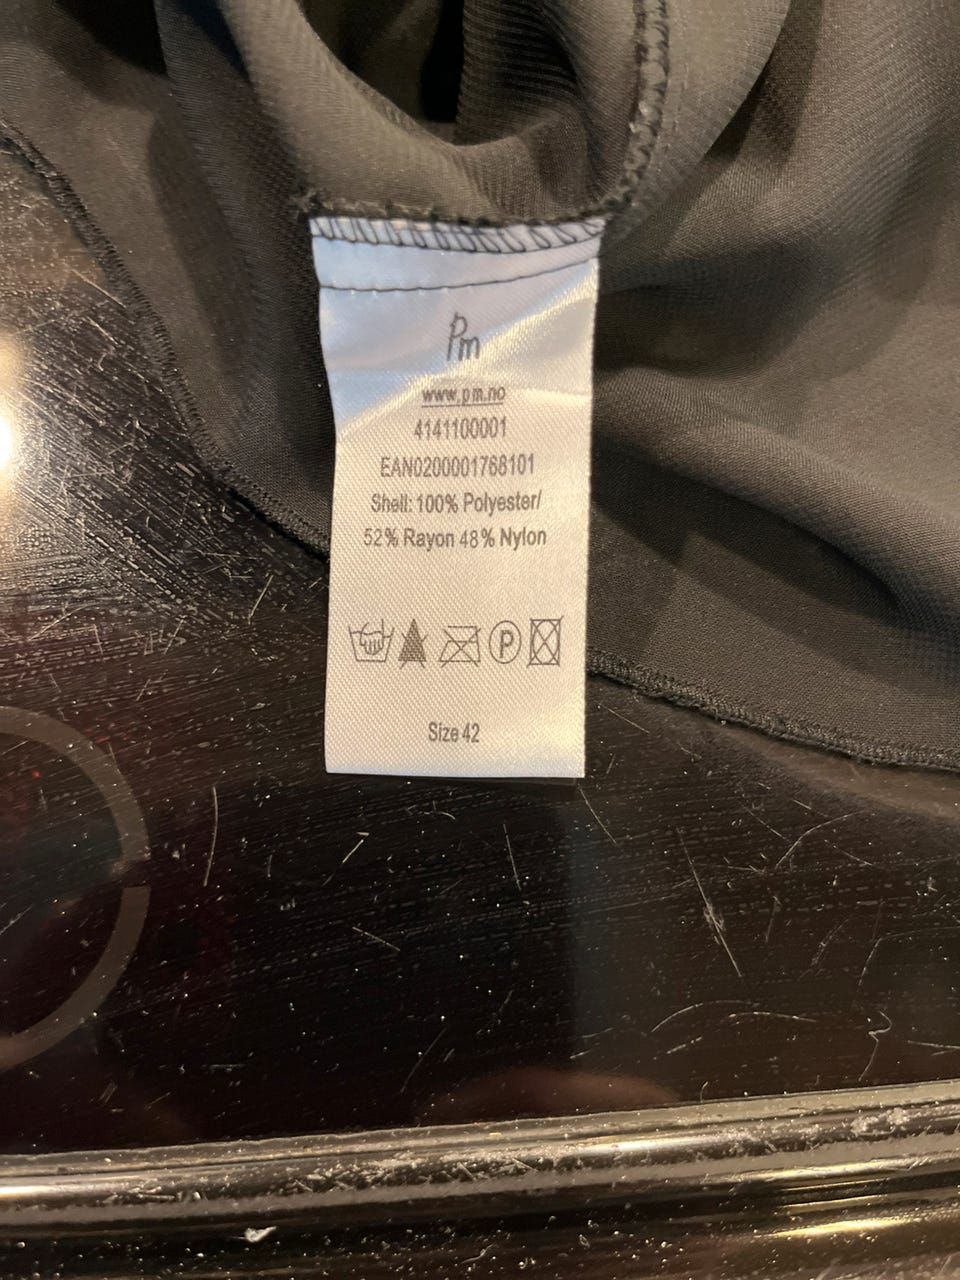 Pm
www.pm.no
4141100001
EAN0200001768101
Shell: 100% Polyester/
52% Rayon 48% Nylon
P
Size 42